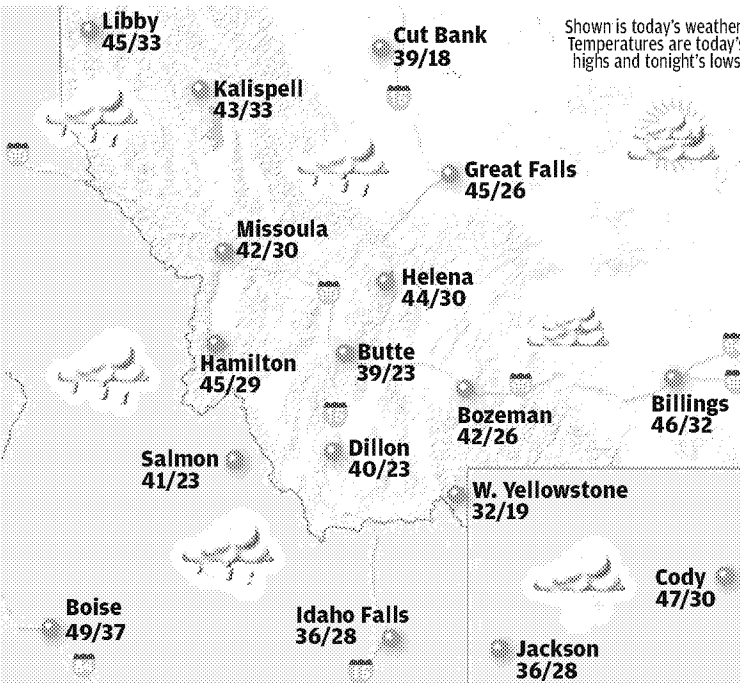 Libby
45/33
Cut Bank
39/18
Shown is today's weather
Temperatures are today's
highs and tonight's lows
Kalispell
43/33
Great Falls
45/26
Missoula
42/30
Helena
44/30
Hamilton
45/29
Butte
39/23
Bozeman
42/26
Billings
46/32
Salmon
41/23
Dillon
40/23
W. Yellowstone
32/19
Cody
47/30
Boise
49/37
Idaho Falls
36/28
Jackson
36/28